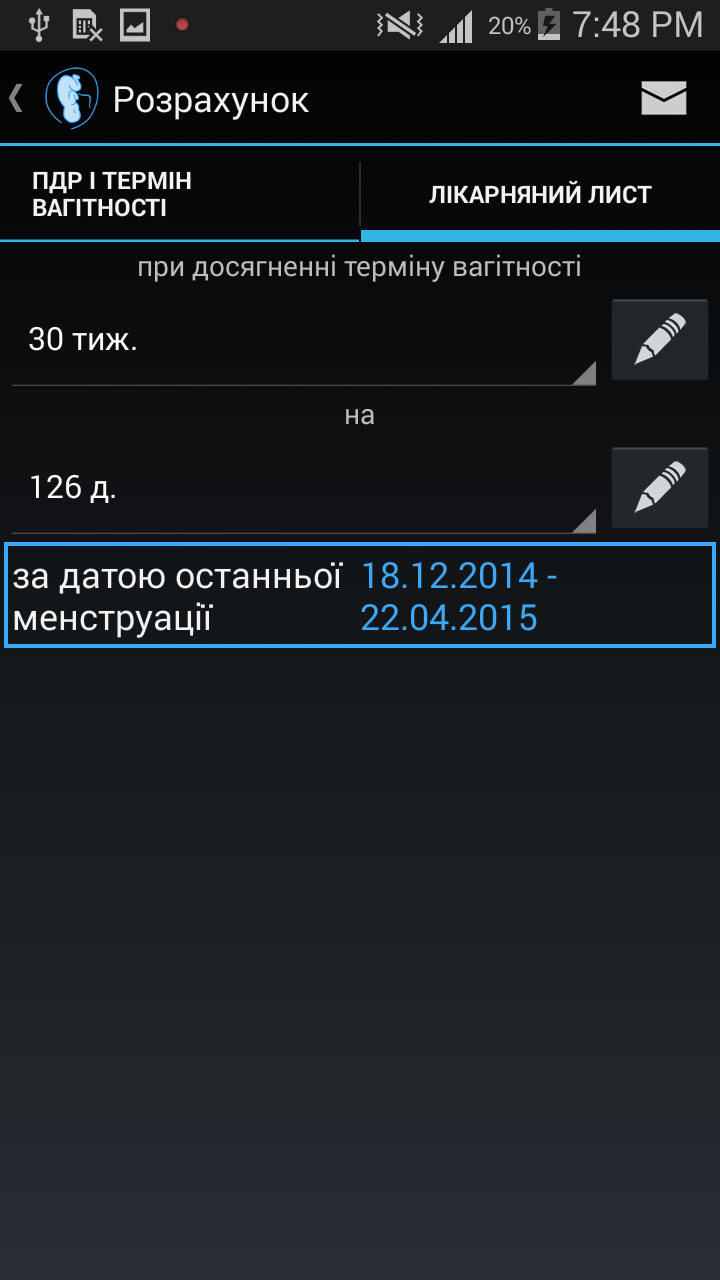 20% 7:48 PM
Розрахунок
ПДР І ТЕРМІН
ВАГІТНОСТІ
ЛІКАРНЯНИЙ ЛИСТ
при досягненні терміну вагітності
30 тиж.
на
126 д.
за датою останньої
менструації
18.12.2014 -
22.04.2015